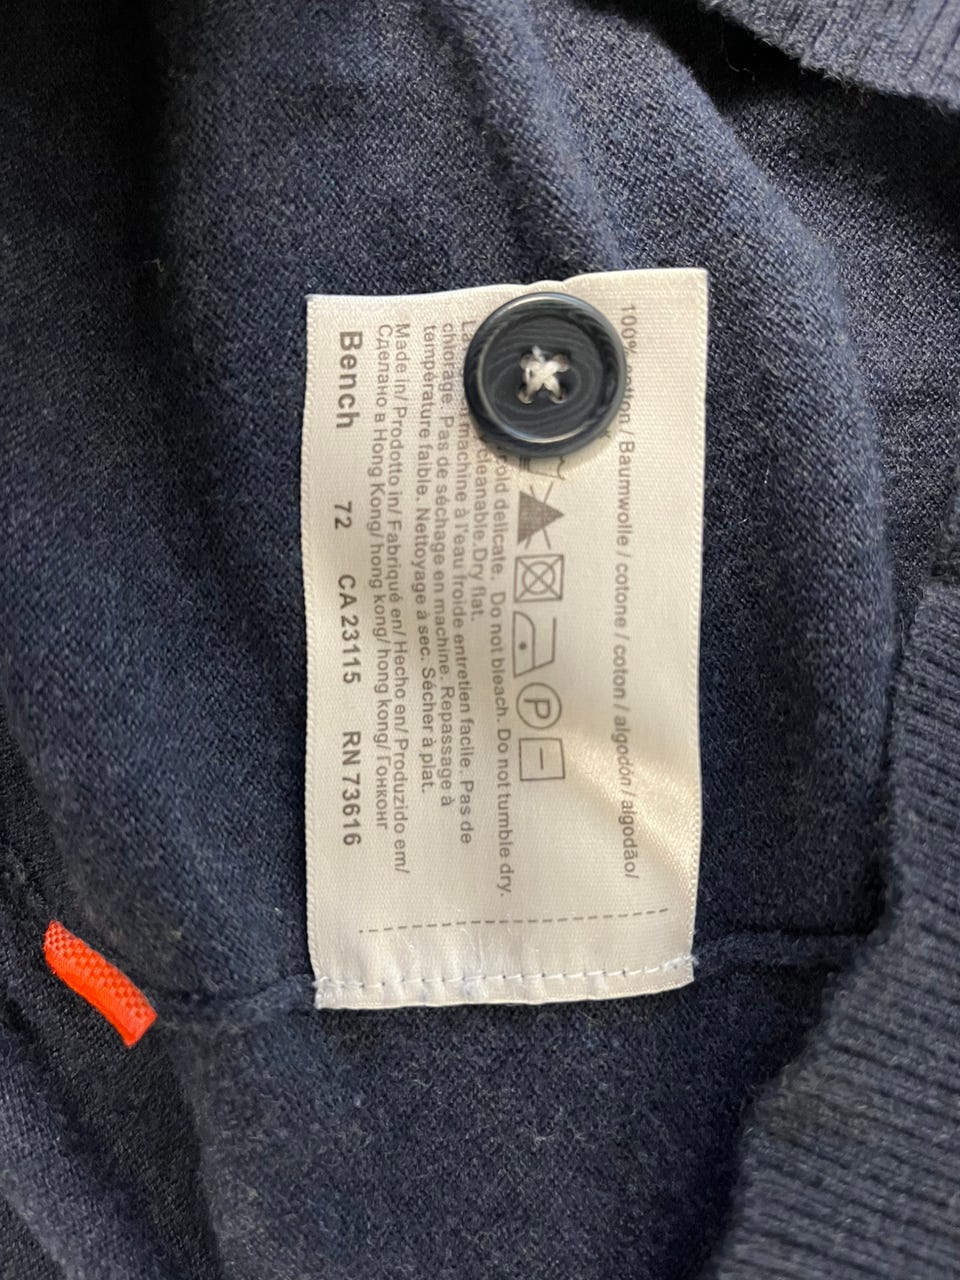 100% cotton / Baumwolle / cotone / coton / algodón / algodão/
P
cold delicate. Do not bleach. Do not tumble dry.
cleanable. Dry flat.
machine à l'eau froide entretien facile. Pas de
chlorage. Pas de séchage en machine. Repassage à
température faible. Nettoyage à sec. Sécher à plat.
Made in/ Prodotto in/ Fabriqué en/ Hecho en/ Produzido em/
Сделано в Hong Kong/ hong kong/ hong kong/ Гонконг
Bench 72 CA 23115 RN 73616